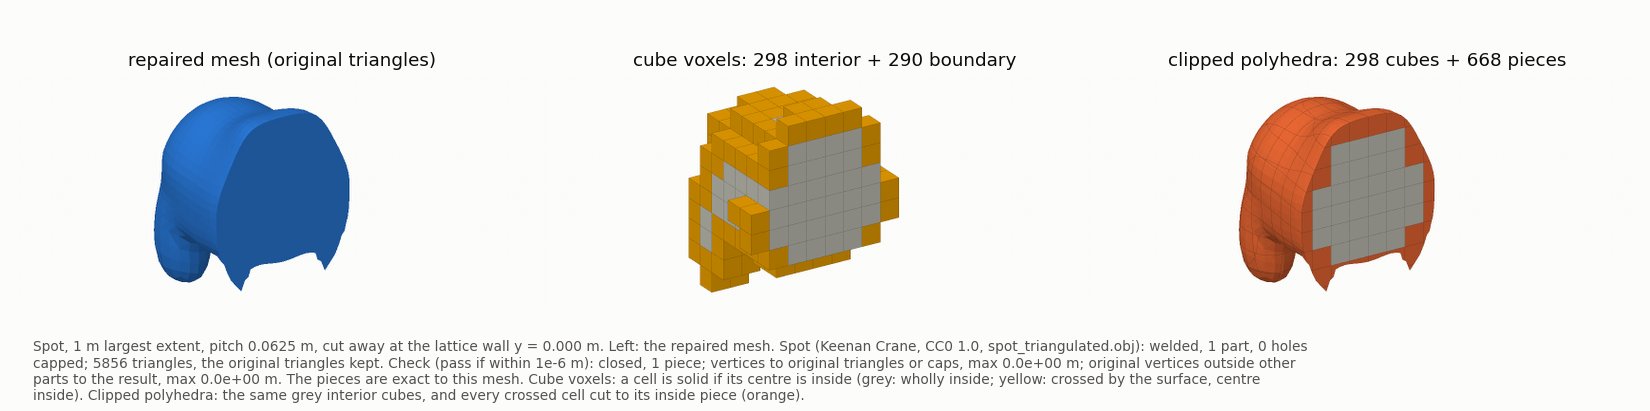 repaired mesh (original triangles)
cube voxels: 298 interior + 290 boundary
clipped polyhedra: 298 cubes + 668 pieces
Spot, 1 m largest extent, pitch 0.0625 m, cut away at the lattice wall y = 0.000 m. Left: the repaired mesh. Spot (Keenan Crane, CC0 1.0, spot_triangulated.obj): welded, 1 part, 0 holes
capped; 5856 triangles, the original triangles kept. Check (pass if within 1e-6 m): closed, 1 piece; vertices to original triangles or caps, max 0.0e+00 m; original vertices outside other
parts to the result, max 0.0e+00 m. The pieces are exact to this mesh. Cube voxels: a cell is solid if its centre is inside (grey: wholly inside; yellow: crossed by the surface, centre
inside). Clipped polyhedra: the same grey interior cubes, and every crossed cell cut to its inside piece (orange).